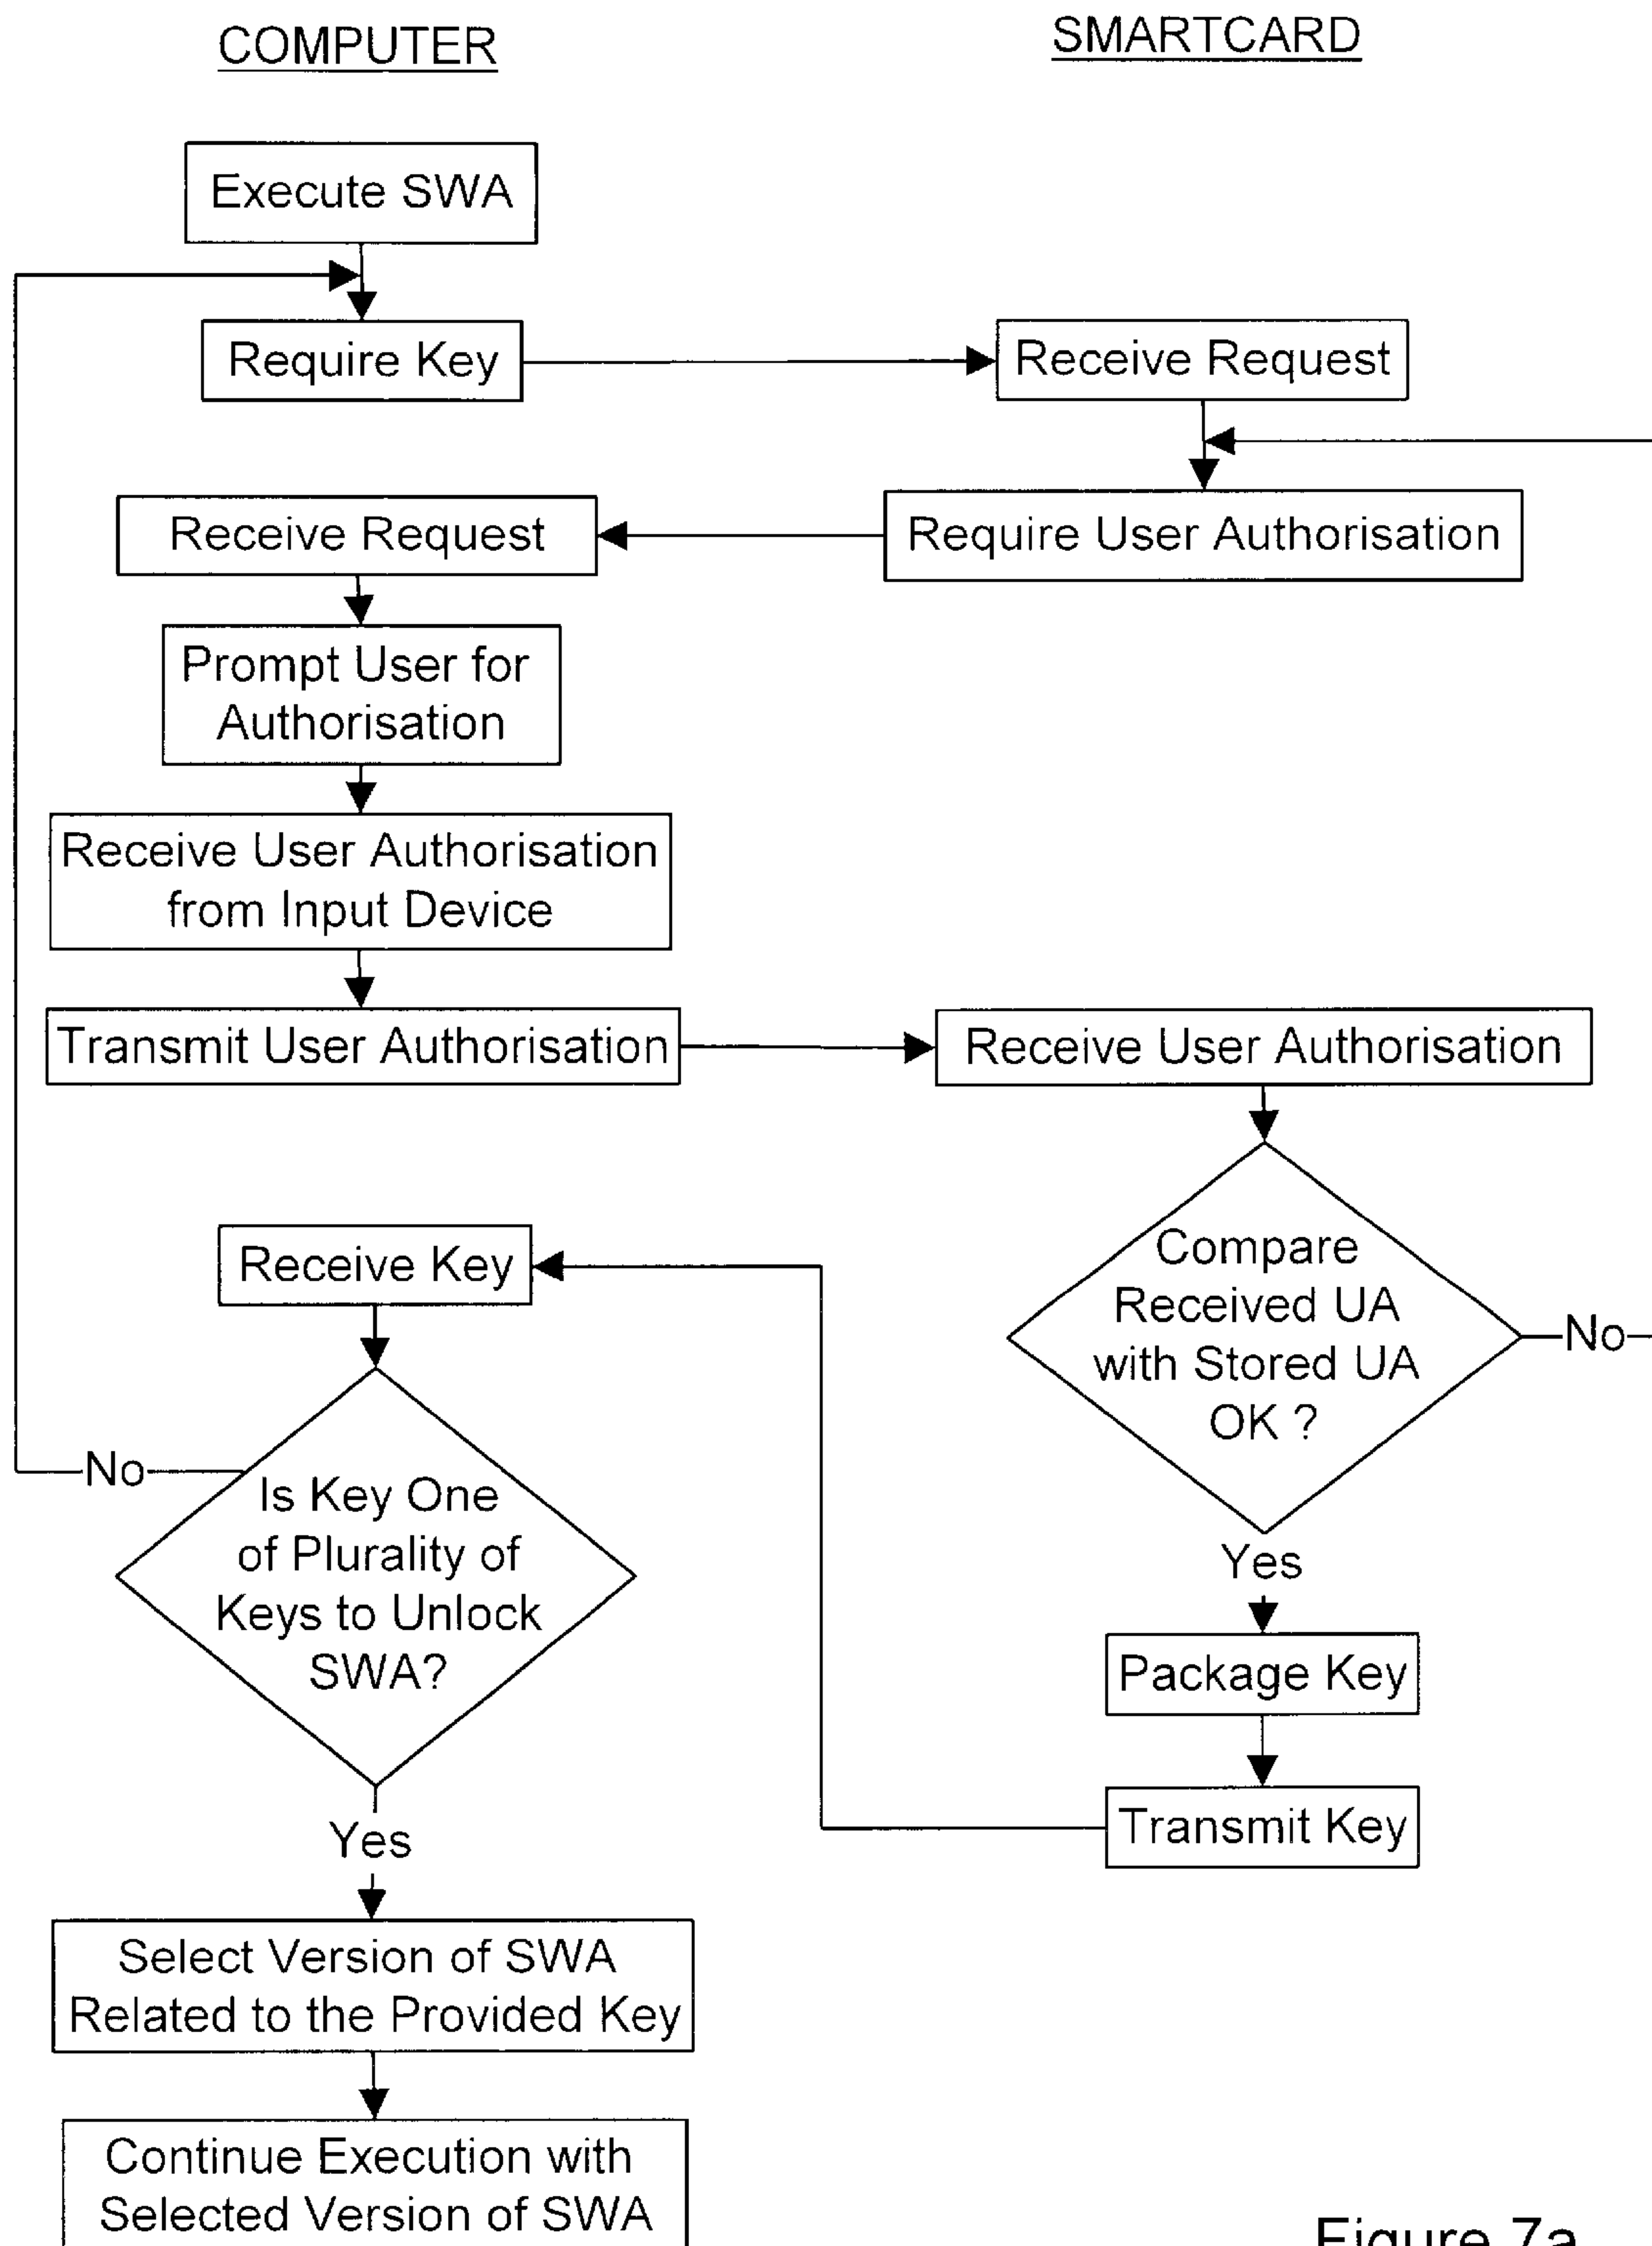 COMPUTER
SMARTCARD
Execute SWA
Require Key
Receive Request
Receive Request
Require User Authorisation
Prompt User for
Authorisation
Receive User Authorisation
from Input Device
Transmit User Authorisation
Receive User Authorisation
Receive Key
Compare
Received UA
with Stored UA
OK ?
No
No
Is Key One
of Plurality of
Keys to Unlock
SWA?
Yes
Package Key
Transmit Key
Yes
Select Version of SWA
Related to the Provided Key
Continue Execution with
Selected Version of SWA
Figure 7a